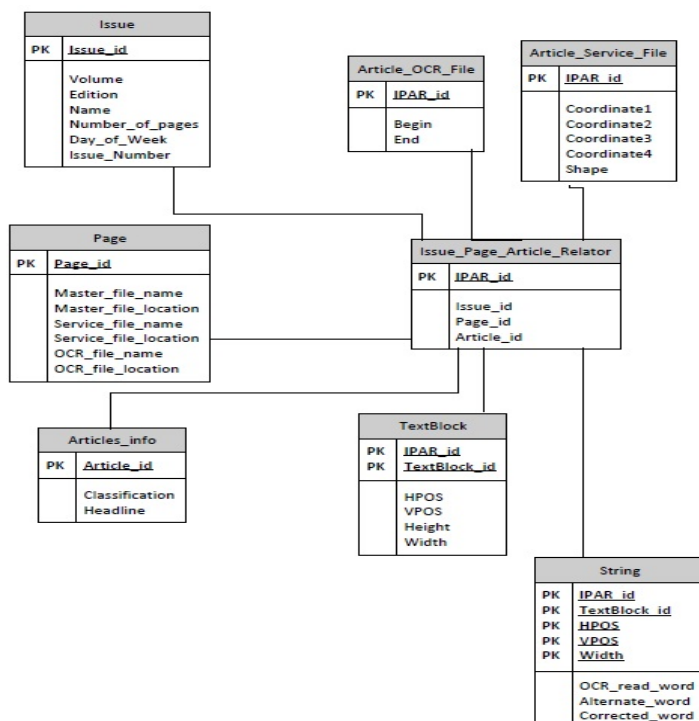 Issue
PK Issue_id
Volume
Edition
Name
Number_of_pages
Day_of_Week
Issue_Number
Article_OCR_File
PK IPAR_id
Begin
End
Article_Service_File
PK IPAR_id
Coordinate1
Coordinate2
Coordinate3
Coordinate4
Shape
Page
PK Page_id
Master_file_name
Master_file_location
Service_file_name
Service_file_location
OCR_file_name
OCR_file_location
Issue_Page_Article_Relator
PK IPAR_id
Issue_id
Page_id
Article_id
Articles_info
PK Article_id
Classification
Headline
TextBlock
PK IPAR_id
PK TextBlock_id
HPOS
VPOS
Height
Width
String
PK IPAR_id
PK TextBlock_id
PK HPOS
PK VPOS
PK Width
OCR_read_word
Alternate_word
Corrected_word